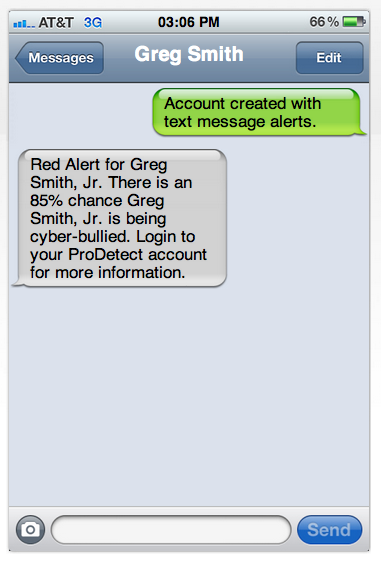 AT&T 3G 03:06 PM 66%
Messages Greg Smith Edit
Account created with
text message alerts.
Red Alert for Greg
Smith, Jr. There is an
85% chance Greg
Smith, Jr. is being
cyber-bullied. Login to
your ProDetect account
for more information.
Send